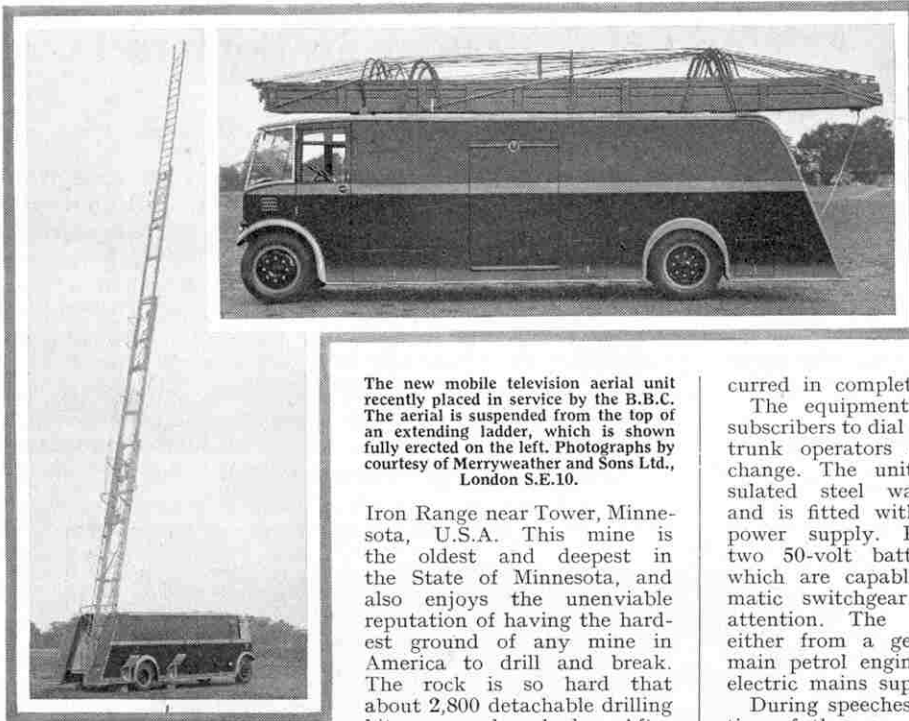 The new mobile television aerial unit
recently placed in service by the B.B.C.
The aerial is suspended from the top of
an extending ladder, which is shown
fully erected on the left. Photographs by
courtesy of Merryweather and Sons Ltd.,
London S.E.10.
Iron Range near Tower, Minne-
sota, U.S.A. This mine is
the oldest and deepest in
the State of Minnesota, and
also enjoys the unenviable
reputation of having the hard-
est ground of any mine in
America to drill and break.
The rock is so hard that
about 2,800 detachable drilling
curred in complet
The equipment
subscribers to dial
trunk operators
change. The unit
sulated steel wa
and is fitted with
power supply.
two 50-volt batt
which are capabl
matic switchgear
attention. The
either from a ge
main petrol engin
electric mains sup
During speeches